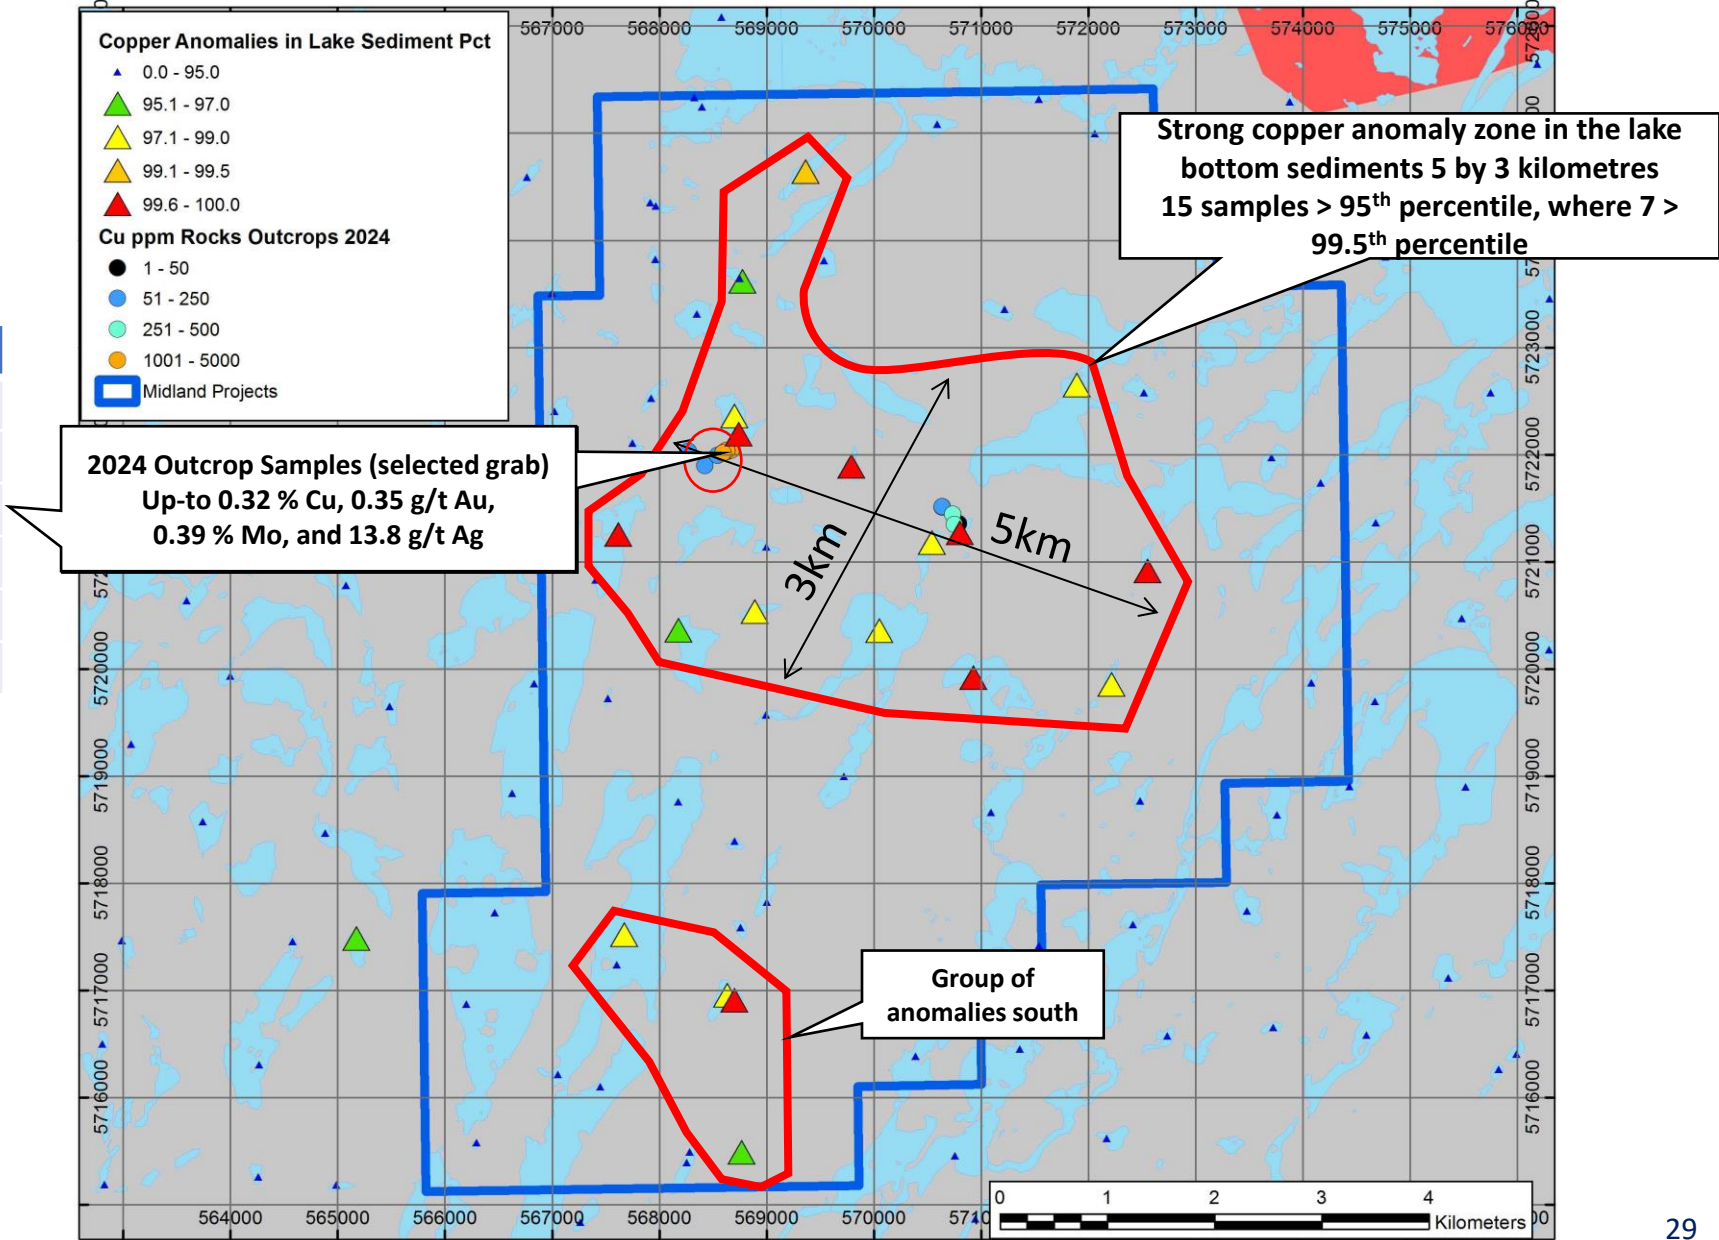 567000 568000 569000 570000 571000 572000 573000 574000 575000 576000
Copper Anomalies in Lake Sediment Pct
0.0 - 95.0
95.1 - 97.0
97.1 - 99.0
99.1 - 99.5
99.6 - 100.0
Cu ppm Rocks Outcrops 2024
1 - 50
51 - 250
251 - 500
1001 - 5000
Midland Projects
Strong copper anomaly zone in the lake
bottom sediments 5 by 3 kilometres
15 samples > 95th percentile, where 7 >
99.5th percentile
2024 Outcrop Samples (selected grab)
Up-to 0.32 % Cu, 0.35 g/t Au,
0.39 % Mo, and 13.8 g/t Ag
3km
5km
Group of
anomalies south
5720000
5719000
5718000
5717000
5716000
5723000
5722000
5721000
5720000
5719000
5718000
5717000
5716000
0 1 2 3 4
Kilometers
564000 565000 566000 567000 568000 569000 570000
29